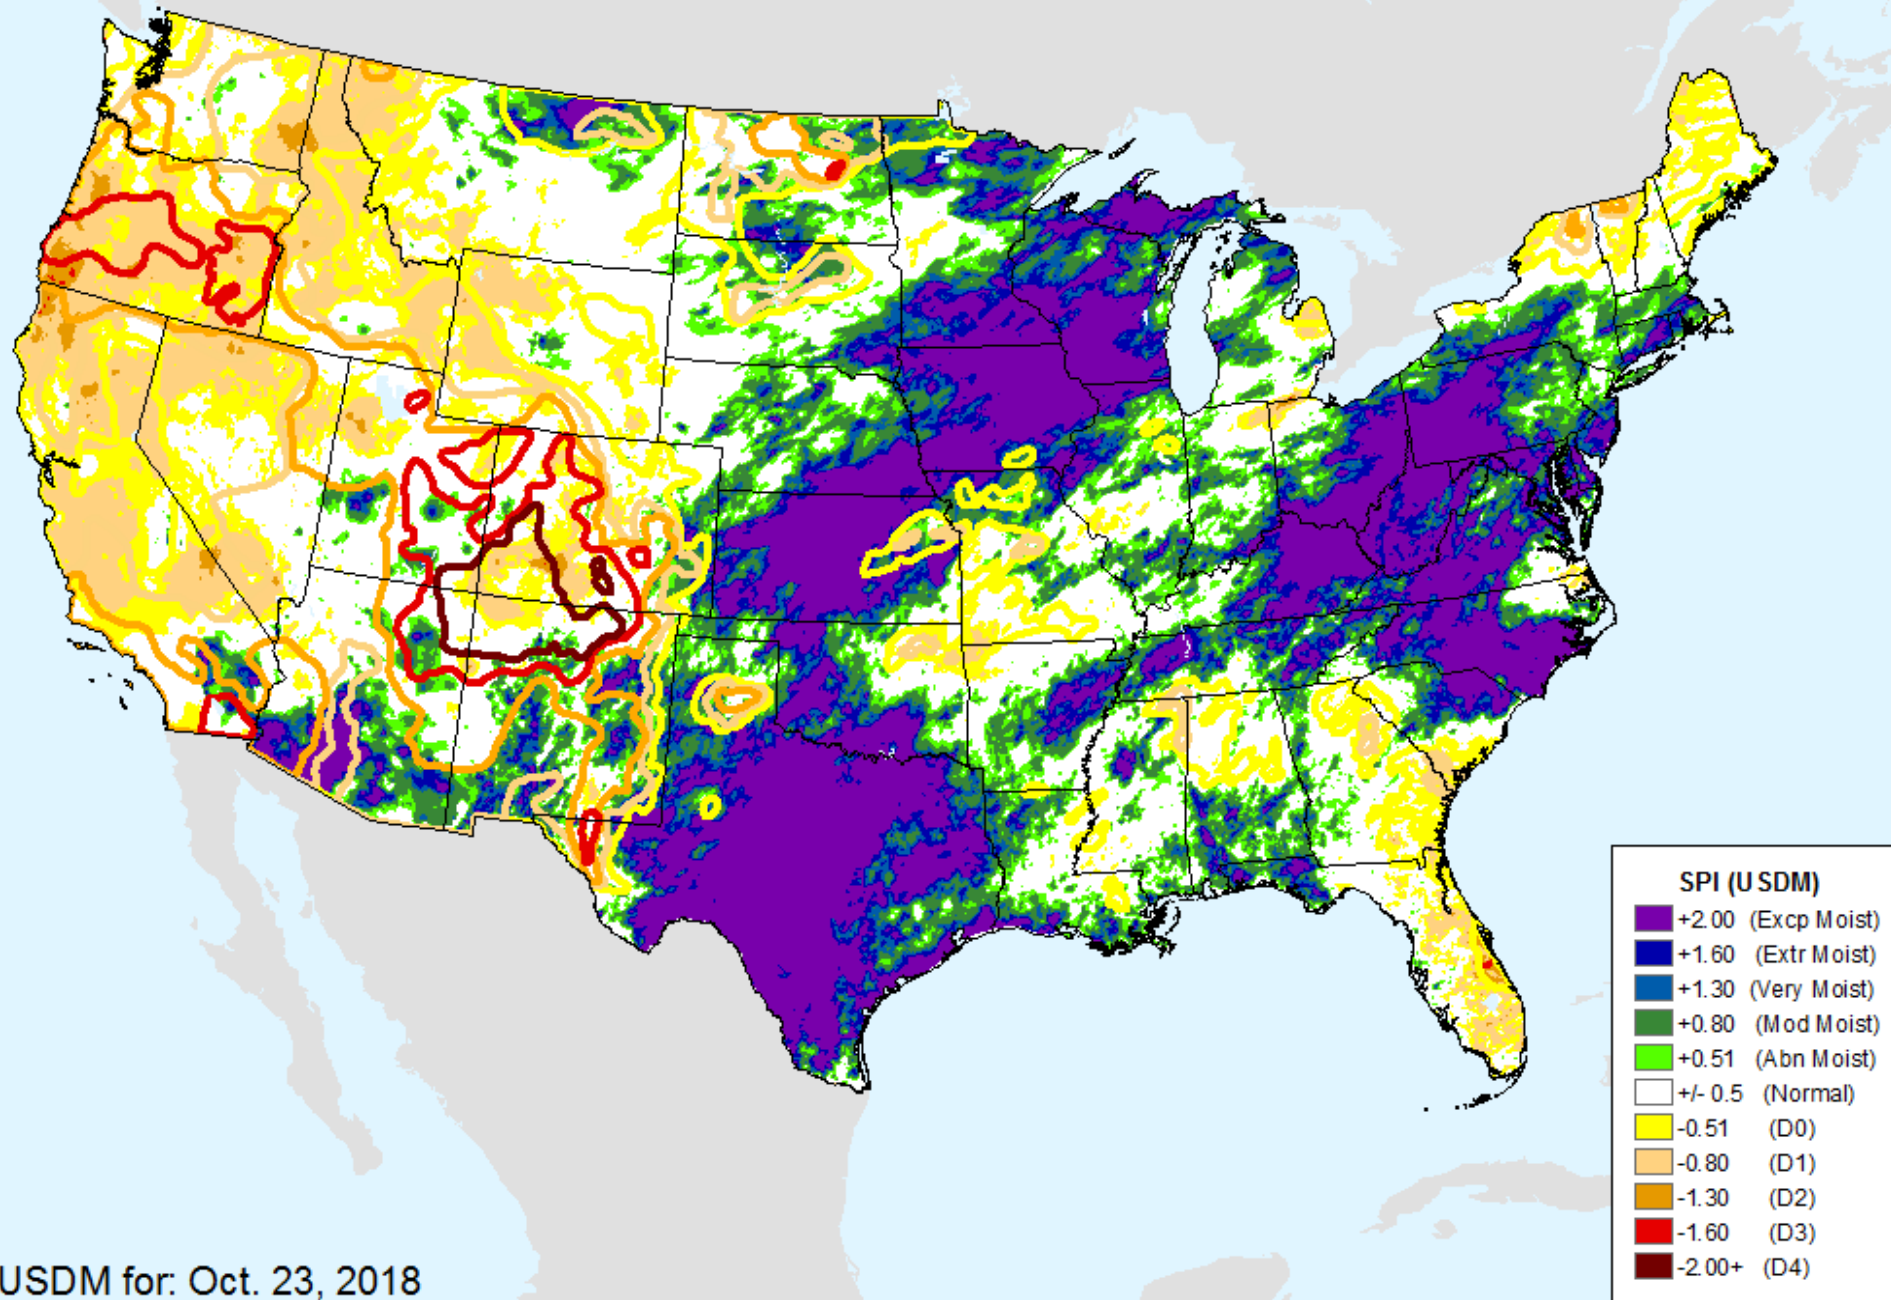 SPI (USDM)
+2.00 (Excp Moist)
+1.60 (Extr Moist)
+1.30 (Very Moist)
+0.80 (Mod Moist)
+0.51 (Abn Moist)
+/- 0.5 (Normal)
-0.51 (D0)
-0.80 (D1)
-1.30 (D2)
-1.60 (D3)
-2.00+ (D4)
USDM for: Oct. 23, 2018